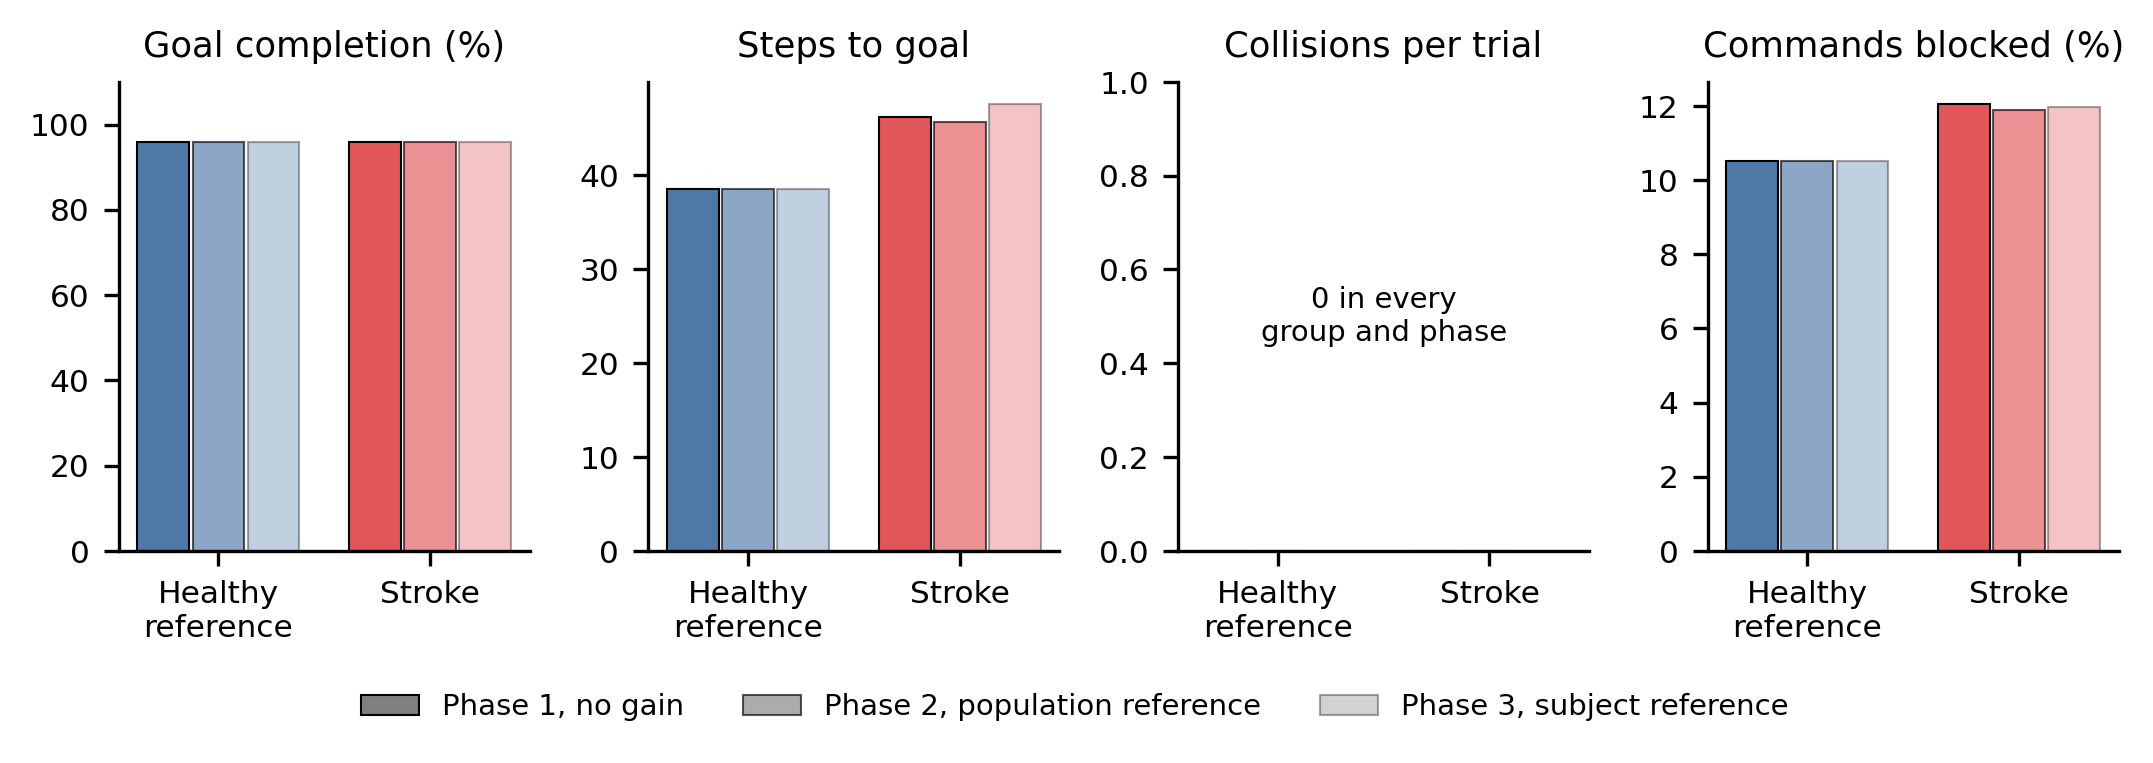 Goal completion (%)
100
80
60
40
20
0
Healthy
reference
Stroke
Steps to goal
40
30
20
10
0
Healthy
reference
Stroke
Collisions per trial
1.0
0.8
0.6
0.4
0.2
0.0
0 in every
group and phase
Healthy
reference
Stroke
Commands blocked (%)
12
10
8
6
4
2
0
Healthy
reference
Stroke
Phase 1, no gain
Phase 2, population reference
Phase 3, subject reference